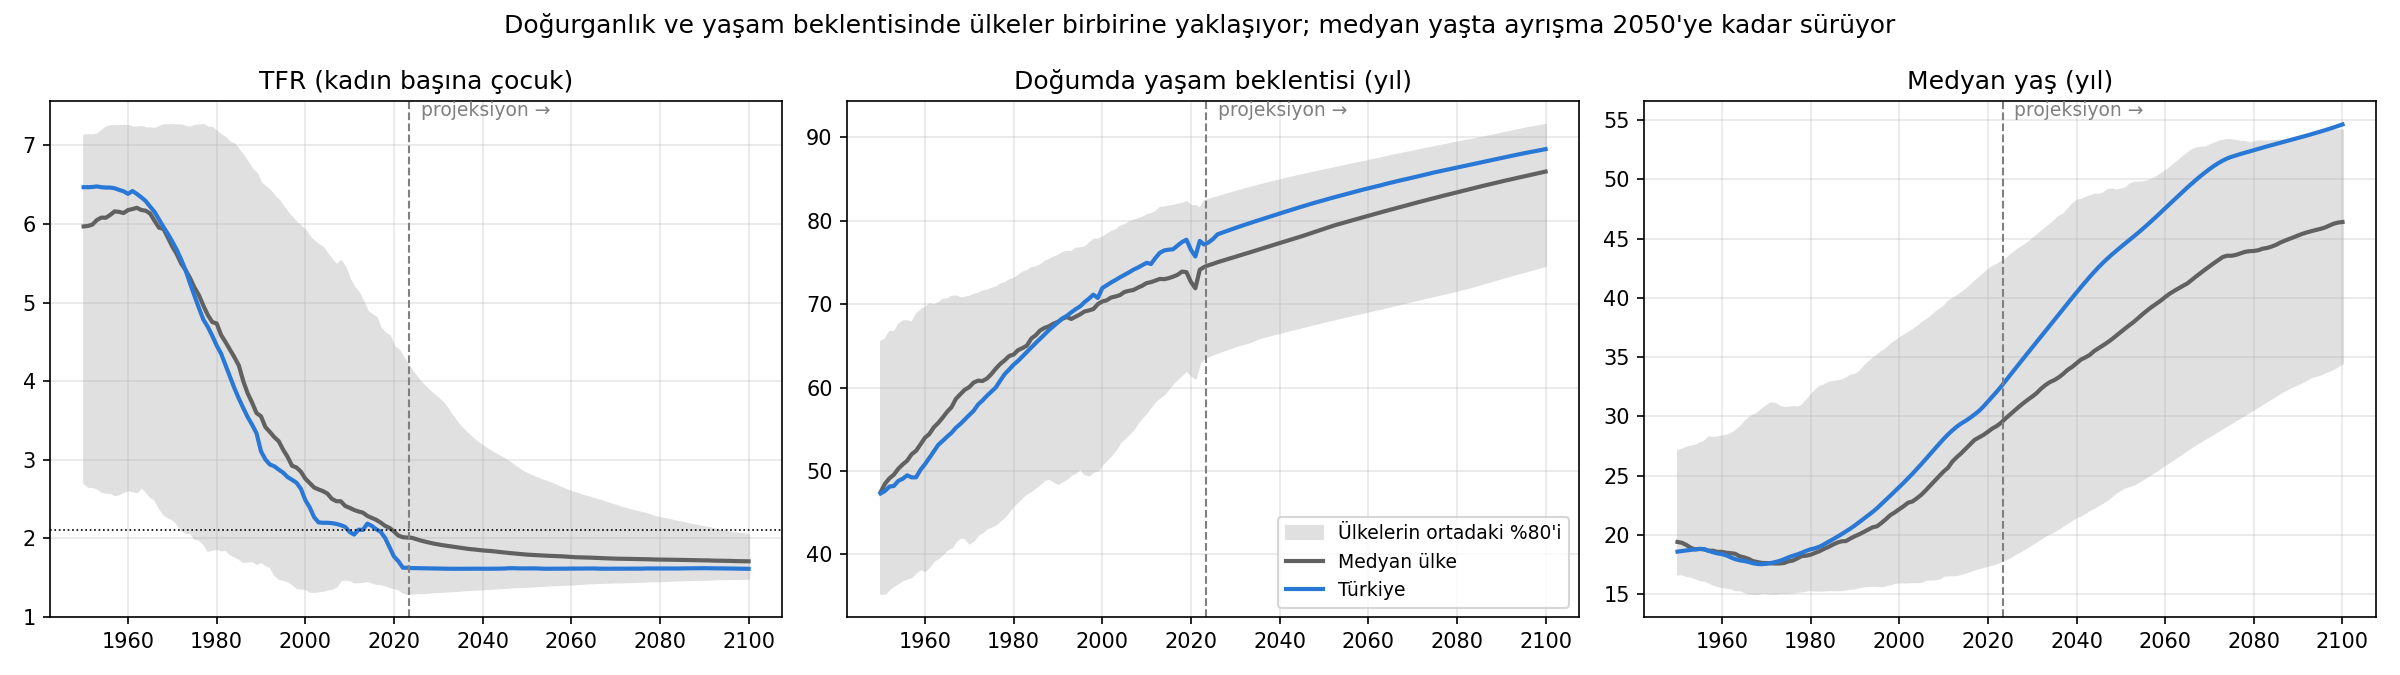 Doğurganlık ve yaşam beklentisinde ülkeler birbirine yaklaşıyor; medyan yaşta ayrışma 2050'ye kadar sürüyor
TFR (kadın başına çocuk)
projeksiyon →
7
6
5
4
3
2
1
1960 1980 2000 2020 2040 2060 2080 2100
Doğumda yaşam beklentisi (yıl)
projeksiyon →
90
80
70
60
50
40
Ülkelerin ortadaki %80'i
Medyan ülke
Türkiye
1960 1980 2000 2020 2040 2060 2080 2100
Medyan yaş (yıl)
projeksiyon →
55
50
45
40
35
30
25
20
15
1960 1980 2000 2020 2040 2060 2080 2100